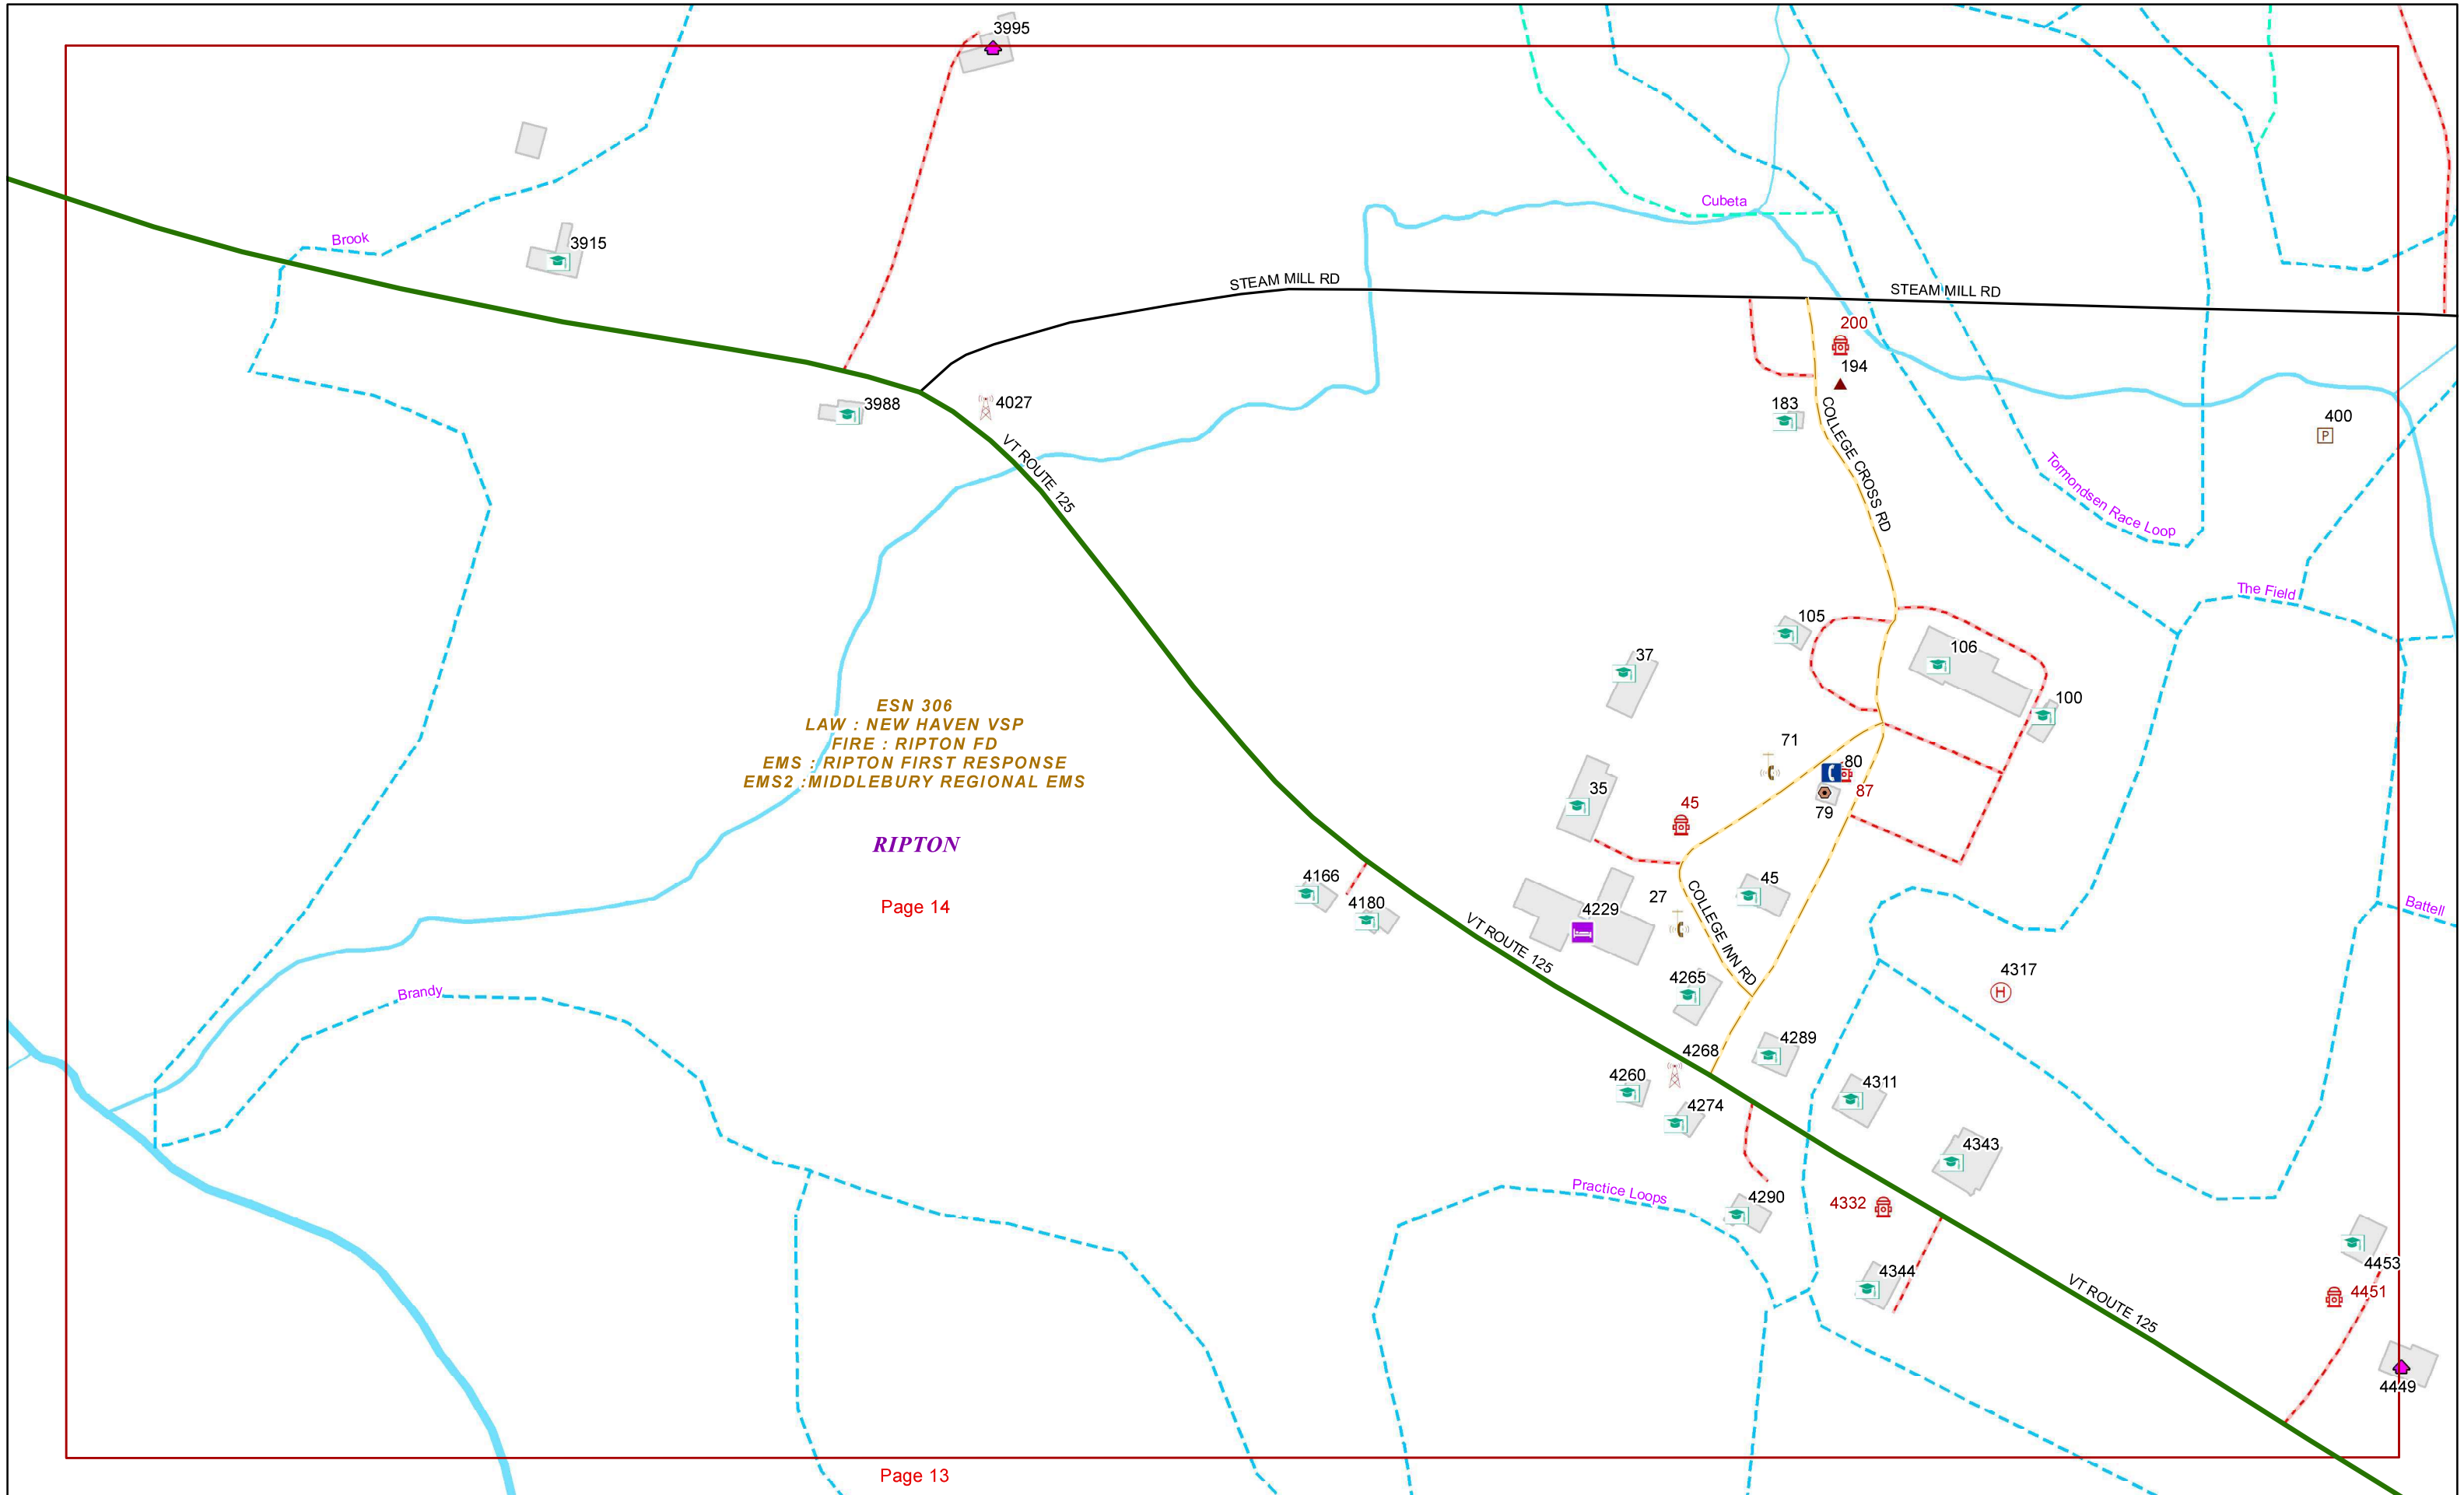 3995
Cubeta
Brook
3915
STEAM MILL RD
STEAM MILL RD
200
194
3988
4027
183
400
VT ROUTE 125
COLLEGE CROSS RD
Tormondsen Race Loop
The Field
105
37
106
100
ESN 306
LAW : NEW HAVEN VSP
FIRE : RIPTON FD
EMS : RIPTON FIRST RESPONSE
EMS2 :MIDDLEBURY REGIONAL EMS
71
80
35
87
45
79
RIPTON
4166
45
4180
27
4229
Page 14
COLLEGE INN RD
Battell
VT ROUTE 125
4317
4265
P
H
Brandy
4289
4268
4260
4311
4274
4343
Practice Loops
4290
4332
4344
4453
4451
VT ROUTE 125
4449
Page 13